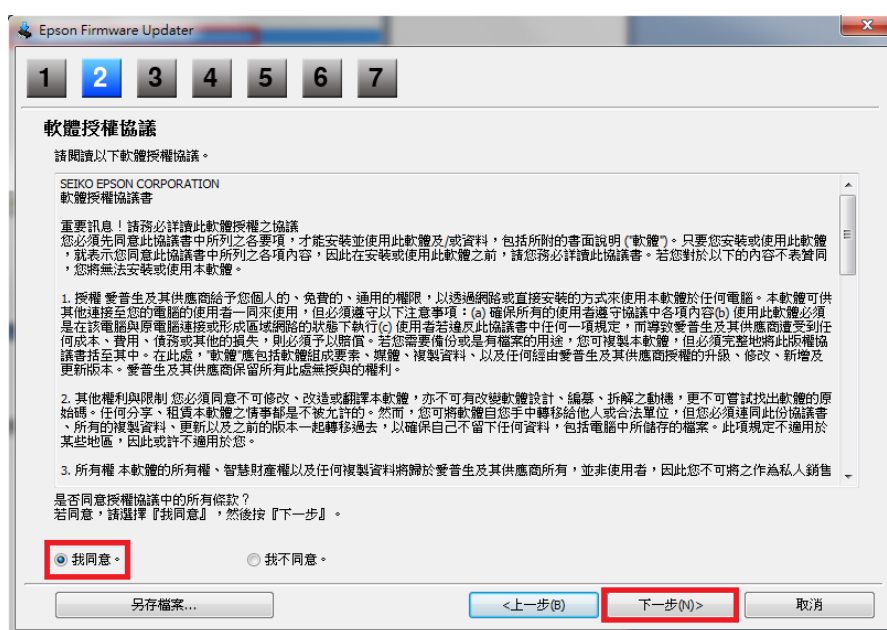 Epson Firmware Updater
1 2 3 4 5 6 7
軟體授權協議
請閱讀以下軟體授權協議。
SEIKO EPSON CORPORATION
軟體授權協議書
重要訊息！請務必詳讀此軟體授權之協議
您必須先同意此協議書中所列之各要項，才能安裝並使用此軟體及/或資料，包括所附的書面說明 ("軟體")。只要您安裝或使用此軟體
，就表示您同意此協議書中所列之各項內容，因此在安裝或使用此軟體之前，請您務必詳讀此協議書。若您對於以下的內容不表贊同
，您將無法安裝或使用本軟體。
1. 授權 愛普生及其供應商給予您個人的、免費的、通用的權限，以透過網路或直接安裝的方式來使用本軟體於任何電腦。本軟體可供
其他連接至您的電腦的使用者一同來使用，但必須遵守以下注意事項：(a) 確保所有的使用者遵守協議中各項內容(b) 使用此軟體必須
是在該電腦與原電腦連接或形成區域網路的狀態下執行(c) 使用者若違反此協議書中任何一項規定，而導致愛普生及其供應商遭受到任
何成本、費用、債務或其他的損失，則必須予以賠償。若您需要備份或是有檔案的用途，您可複製本軟體，但必須完整地將此版權協
議書括至其中。在此處，"軟體"應包括軟體組成要素、媒體、複製資料、以及任何經由愛普生及其供應商授權的升級、修改、新增及
更新版本。愛普生及其供應商保留所有此處無授與的權利。
2. 其他權利與限制 您必須同意不可修改、改造或翻譯本軟體，亦不可有改變軟體設計、編纂、拆解之動機，更不可嘗試找出軟體的原
始碼。任何分享、租賃本軟體之情事都是不被允許的。然而，您可將軟體自您手中轉移給他人或合法單位，但您必須連同此份協議書
、所有的複製資料、更新以及之前的版本一起轉移過去，以確保自己不留下任何資料，包括電腦中所儲存的檔案。此項規定不適用於
某些地區，因此或許不適用於您。
3. 所有權 本軟體的所有權、智慧財產權以及任何複製資料將歸於愛普生及其供應商所有，並非使用者，因此您不可將之作為私人銷售
是否同意授權協議中的所有條款？
若同意，請選擇『我同意』，然後按『下一步』。
我同意。 我不同意。
另存檔案... <上一步(B) 下一步(N)> 取消